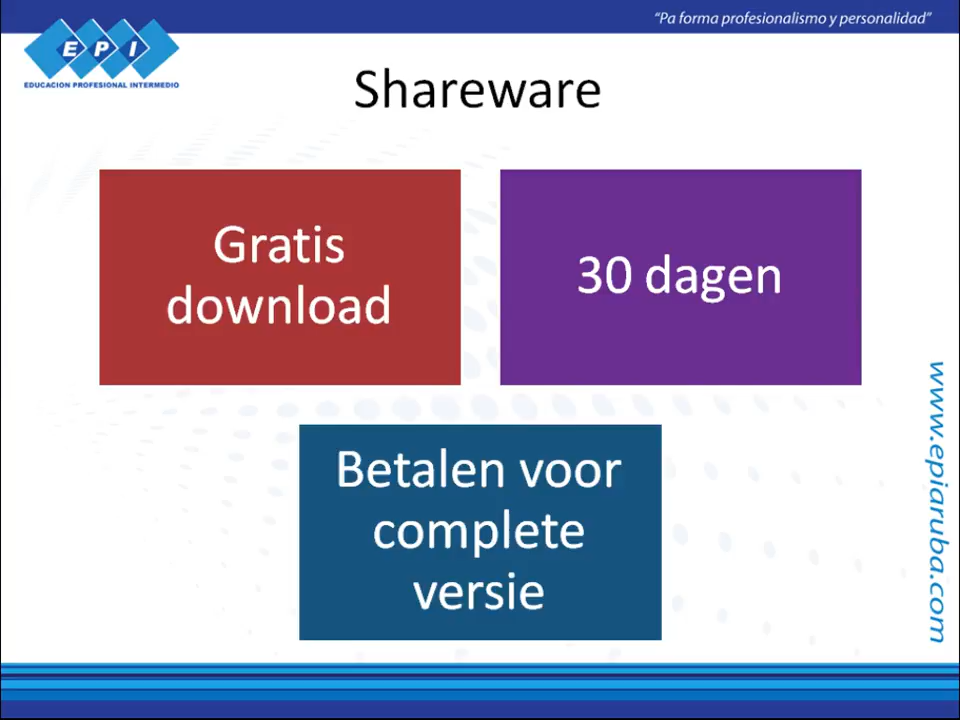 "Pa forma profesionalismo y personalidad"
E P I
EDUCACION PROFESIONAL INTERMEDIO
Shareware
Gratis
download
30 dagen
Betalen voor
complete
versie
www.epiaruba.com